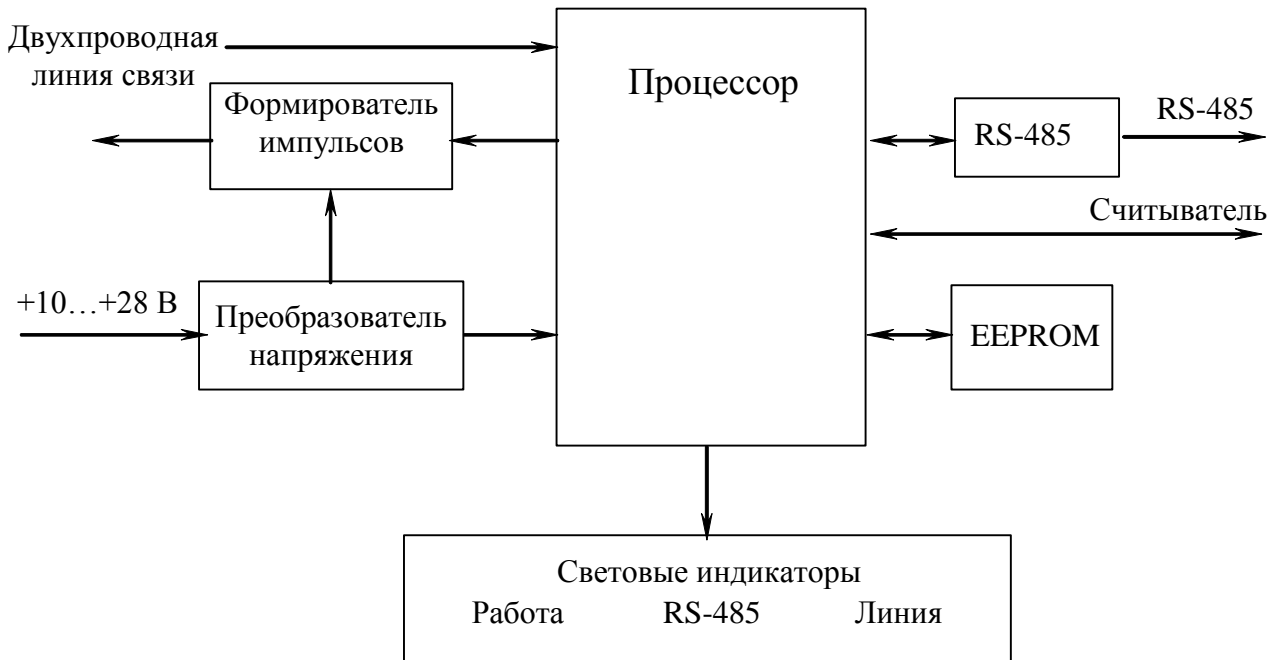 Двухпроводная
линия связи
Процессор
Формирователь
импульсов
RS-485
RS-485
Считыватель
+10…+28 В
Преобразователь
напряжения
EEPROM
Световые индикаторы
Работа RS-485 Линия